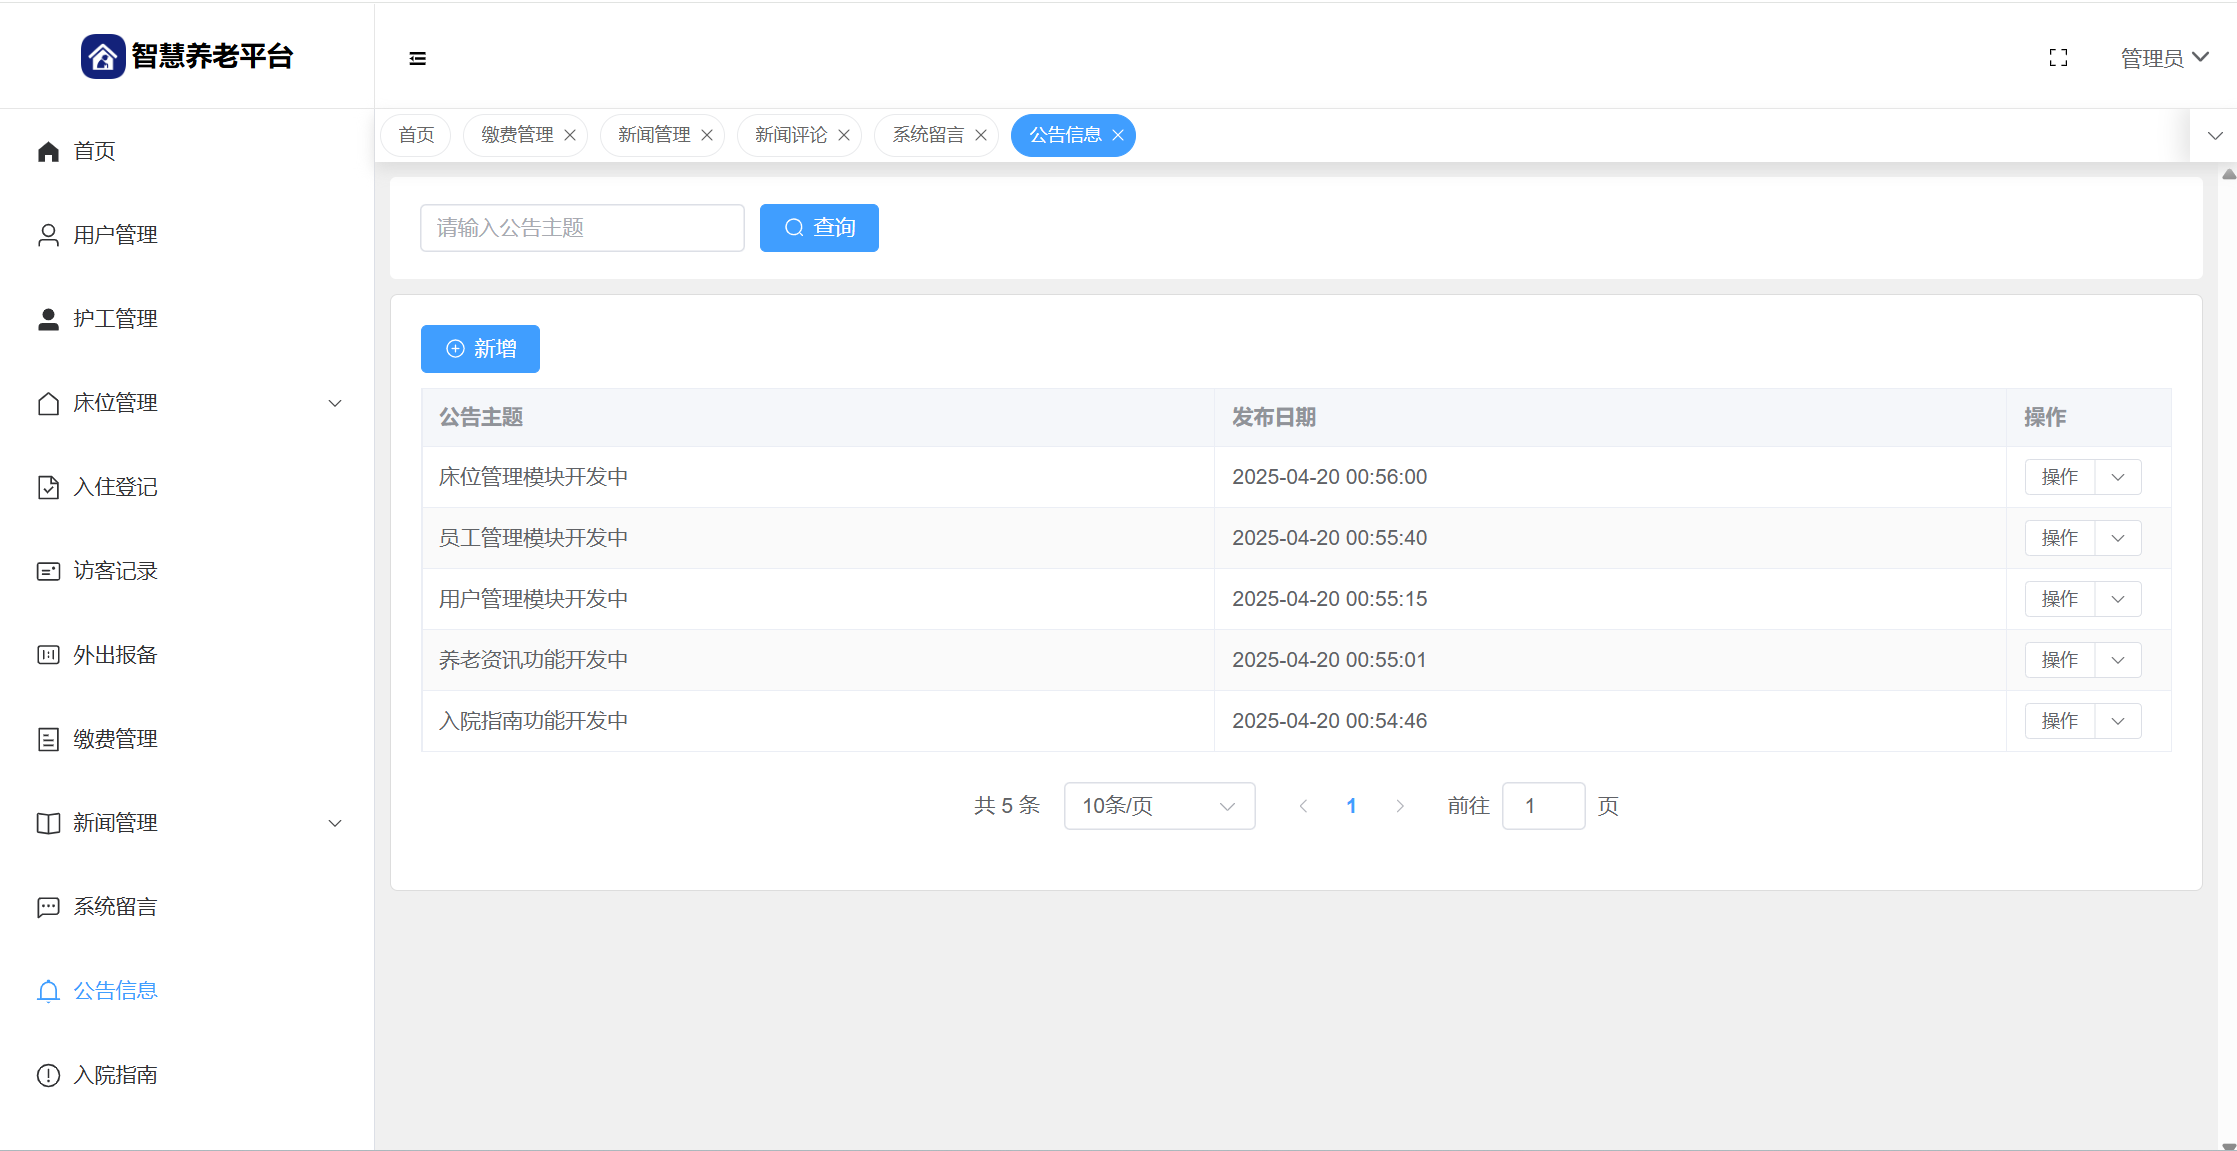 智慧养老平台
管理员
首页
用户管理
护工管理
床位管理
入住登记
访客记录
外出报备
缴费管理
新闻管理
系统留言
公告信息
入院指南
首页 缴费管理 新闻管理 新闻评论 系统留言 公告信息
请输入公告主题 查询
新增
公告主题 发布日期 操作
床位管理模块开发中 2025-04-20 00:56:00 操作
员工管理模块开发中 2025-04-20 00:55:40 操作
用户管理模块开发中 2025-04-20 00:55:15 操作
养老资讯功能开发中 2025-04-20 00:55:01 操作
入院指南功能开发中 2025-04-20 00:54:46 操作
共 5 条 10条/页 1 前往 1 页